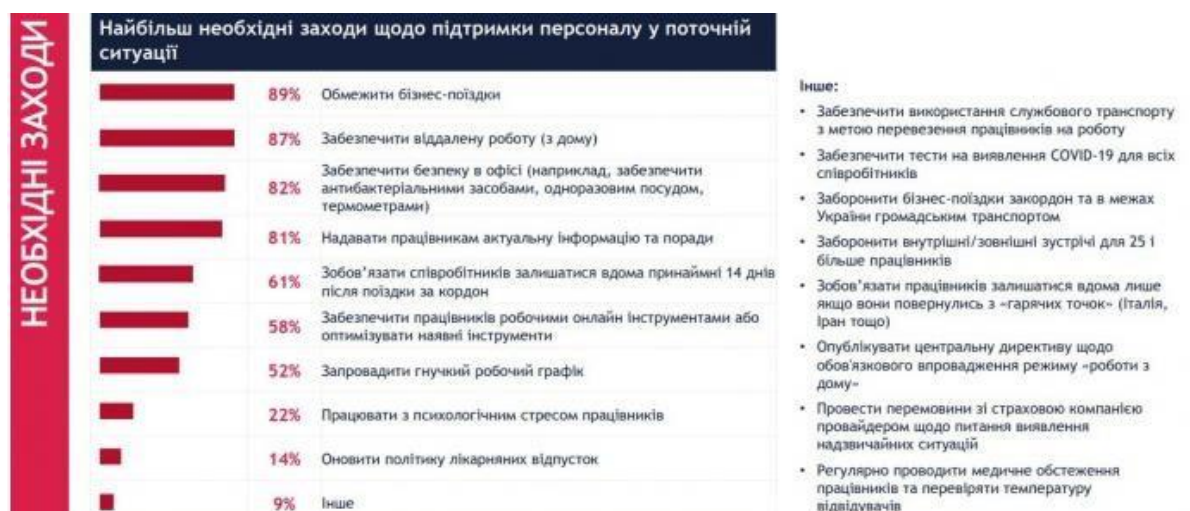 НЕОБХІДНІ ЗАХОДИ
Найбільш необхідні заходи щодо підтримки персоналу у поточній
ситуації
89% Обмежити бізнес-поїздки
87% Забезпечити віддалену роботу (з дому)
82% Забезпечити безпеку в офісі (наприклад, забезпечити
антибактеріальними засобами, одноразовим посудом,
термометрами)
81% Надавати працівникам актуальну інформацію та поради
61% Зобов'язати співробітників залишатися вдома принаймні 14 днів
після поїздки за кордон
58% Забезпечити працівників робочими онлайн інструментами або
оптимізувати наявні інструменти
52% Запровадити гнучкий робочий графік
22% Працювати з психологічним стресом працівників
14% Оновити політику лікарняних відпусток
9% Інше
Інше:
• Забезпечити використання службового транспорту
з метою перевезення працівників на роботу
• Забезпечити тести на виявлення COVID-19 для всіх
співробітників
• Заборонити бізнес-поїздки закордон та в межах
України громадським транспортом
• Заборонити внутрішні/зовнішні зустрічі для 25 і
більше працівників
• Зобов'язати працівників залишатися вдома лише
якщо вони повернулись з «гарячих точок» (Італія,
Іран тощо)
• Опублікувати центральну директиву щодо
обов'язкового впровадження режиму «роботи з
дому»
• Провести перемовини зі страховою компанією
провайдером щодо питання виявлення
надзвичайних ситуацій
• Регулярно проводити медичне обстеження
працівників та перевіряти температуру
відвідувачів